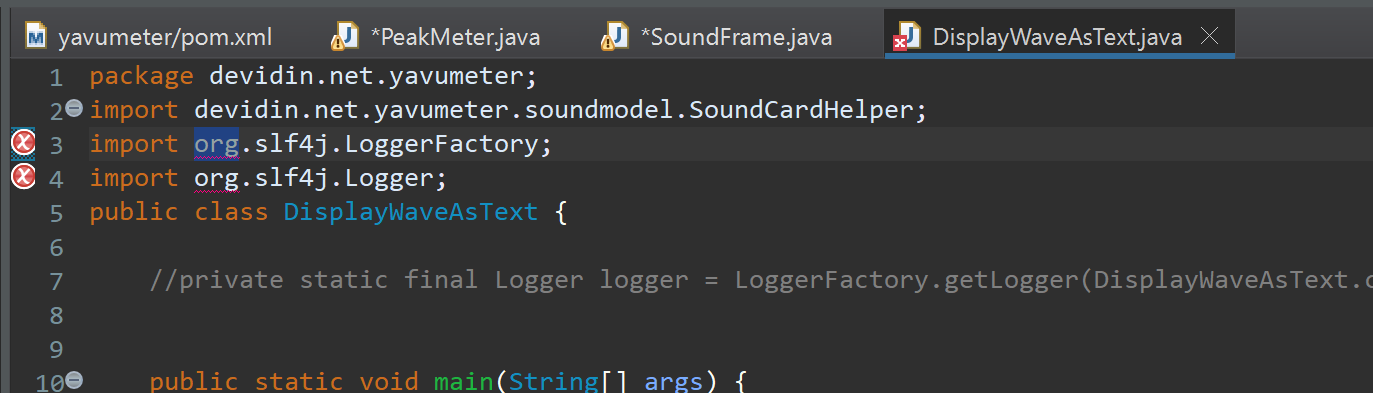 yavumeter/pom.xml *PeakMeter.java *SoundFrame.java DisplayWaveAsText.java
1 package devidin.net.yavumeter;
2 import devidin.net.yavumeter.soundmodel.SoundCardHelper;
3 import org.slf4j.LoggerFactory;
4 import org.slf4j.Logger;
5 public class DisplayWaveAsText {
6
7 //private static final Logger logger = LoggerFactory.getLogger(DisplayWaveAsText.c
8
9
10 public static void main(String[] args) {